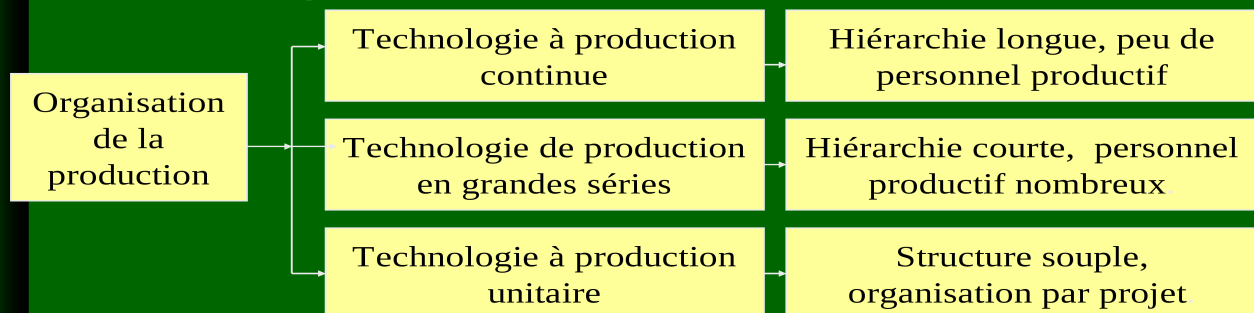 Organisation
de la
production
Technologie à production
continue
Hiérarchie longue, peu de
personnel productif
Technologie de production
en grandes séries
Hiérarchie courte,  personnel
productif nombreux.
Technologie à production
unitaire
Structure souple,
organisation par projet.